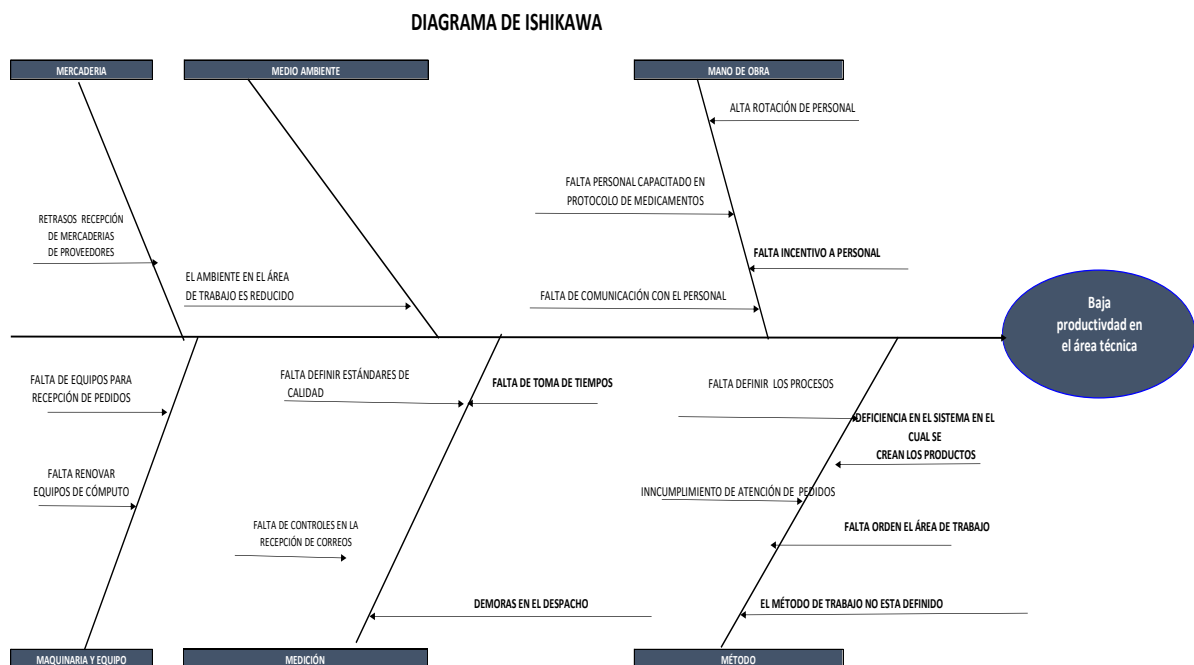 DIAGRAMA DE ISHIKAWA
MERCADERIA
MEDIO AMBIENTE
MANO DE OBRA
ALTA ROTACIÓN DE PERSONAL
FALTA PERSONAL CAPACITADO EN
PROTOCOLO DE MEDICAMENTOS
RETRASOS RECEPCIÓN
DE MERCADERIAS
DE PROVEEDORES
FALTA INCENTIVO A PERSONAL
EL AMBIENTE EN EL ÁREA
DE TRABAJO ES REDUCIDO
FALTA DE COMUNICACIÓN CON EL PERSONAL
Baja
productivdad en
el área técnica
FALTA DE EQUIPOS PARA
RECEPCIÓN DE PEDIDOS
FALTA DEFINIR ESTÁNDARES DE
CALIDAD
FALTA DE TOMA DE TIEMPOS
FALTA DEFINIR LOS PROCESOS
DEFICIENCIA EN EL SISTEMA EN EL
CUAL SE
CREAN LOS PRODUCTOS
FALTA RENOVAR
EQUIPOS DE CÓMPUTO
INNCUMPLIMIENTO DE ATENCIÓN DE PEDIDOS
FALTA DE CONTROLES EN LA
RECEPCIÓN DE CORREOS
FALTA ORDEN EL ÁREA DE TRABAJO
DEMORAS EN EL DESPACHO
EL MÉTODO DE TRABAJO NO ESTA DEFINIDO
MAQUINARIA Y EQUIPO
MEDICIÓN
MÉTODO